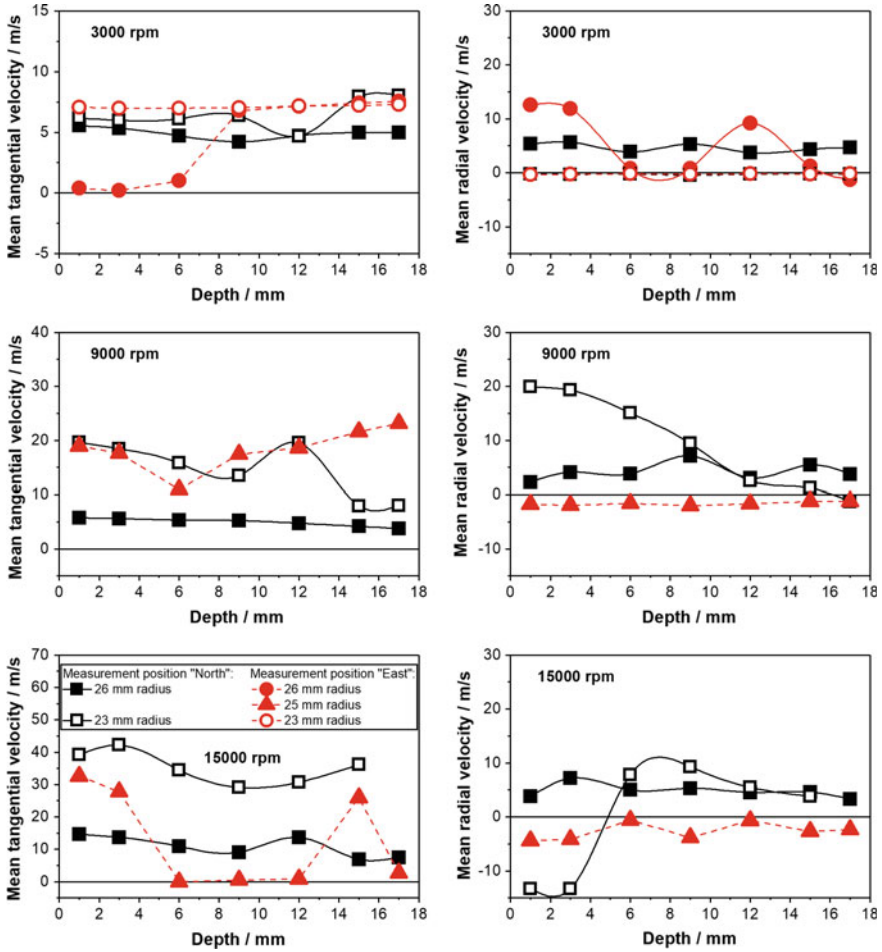 15
10
5
0
-5
0 2 4 6 8 10 12 14 16 18
Mean tangential velocity / m/s
Depth / mm
3000 rpm
30
20
10
0
-10
0 2 4 6 8 10 12 14 16 18
Mean radial velocity / m/s
Depth / mm
3000 rpm
40
30
20
10
0
0 2 4 6 8 10 12 14 16 18
Mean tangential velocity / m/s
Depth / mm
9000 rpm
30
20
10
0
-10
0 2 4 6 8 10 12 14 16 18
Mean radial velocity / m/s
Depth / mm
9000 rpm
70
60
50
40
30
20
10
0
0 2 4 6 8 10 12 14 16 18
Mean tangential velocity / m/s
Depth / mm
Measurement position "North":
26 mm radius
23 mm radius
Measurement position "East":
26 mm radius
25 mm radius
23 mm radius
15000 rpm
30
20
10
0
-10
0 2 4 6 8 10 12 14 16 18
Mean radial velocity / m/s
Depth / mm
15000 rpm